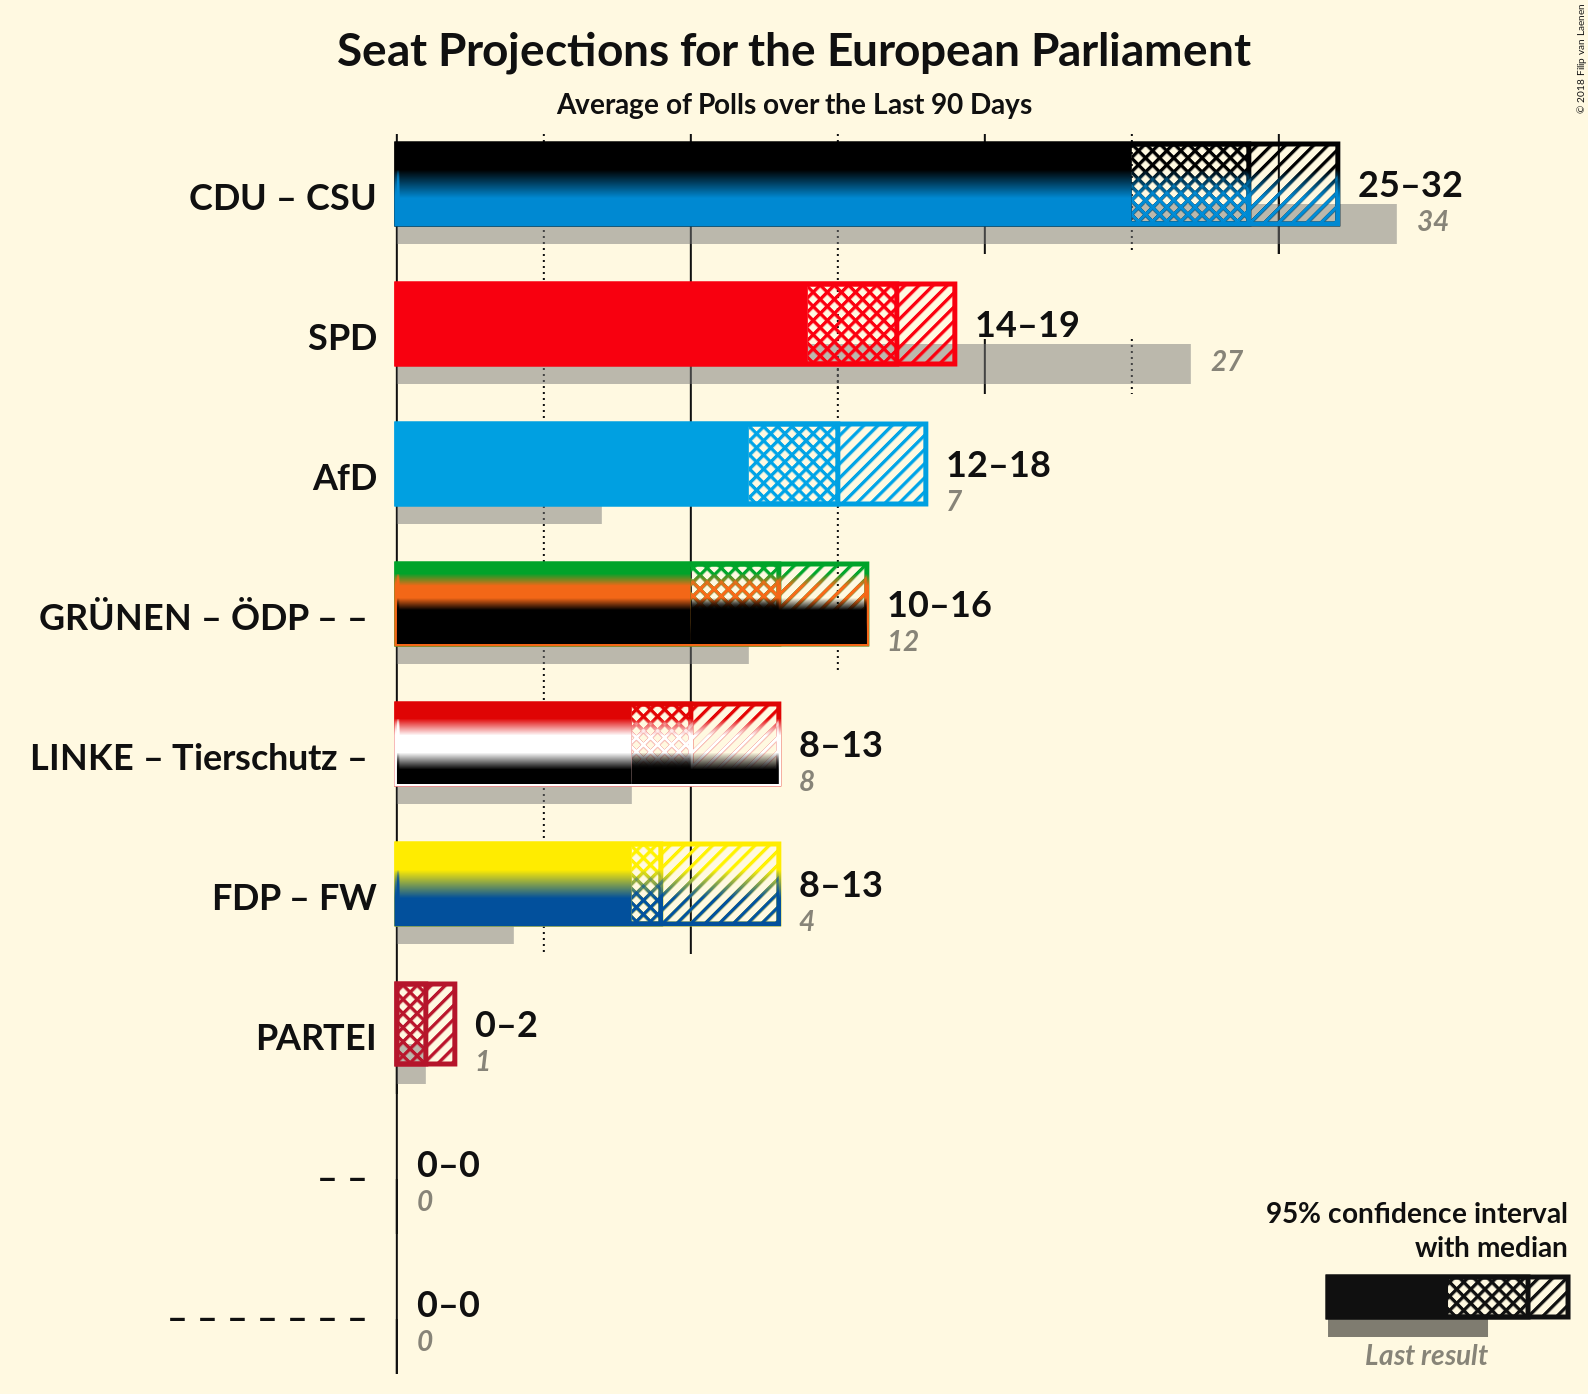 Seat Projections for the European Parliament
Average of Polls over the Last 90 Days
© 2018 Filip van Laenen
CDU – CSU
25–32
34
SPD
14–19
27
AfD
12–18
7
GRÜNEN – ÖDP – –
10–16
12
LINKE – Tierschutz –
8–13
8
FDP – FW
8–13
4
PARTEI
0–2
1
– –
0–0
0
– – – – – – –
0–0
0
95% confidence interval
with median
Last result